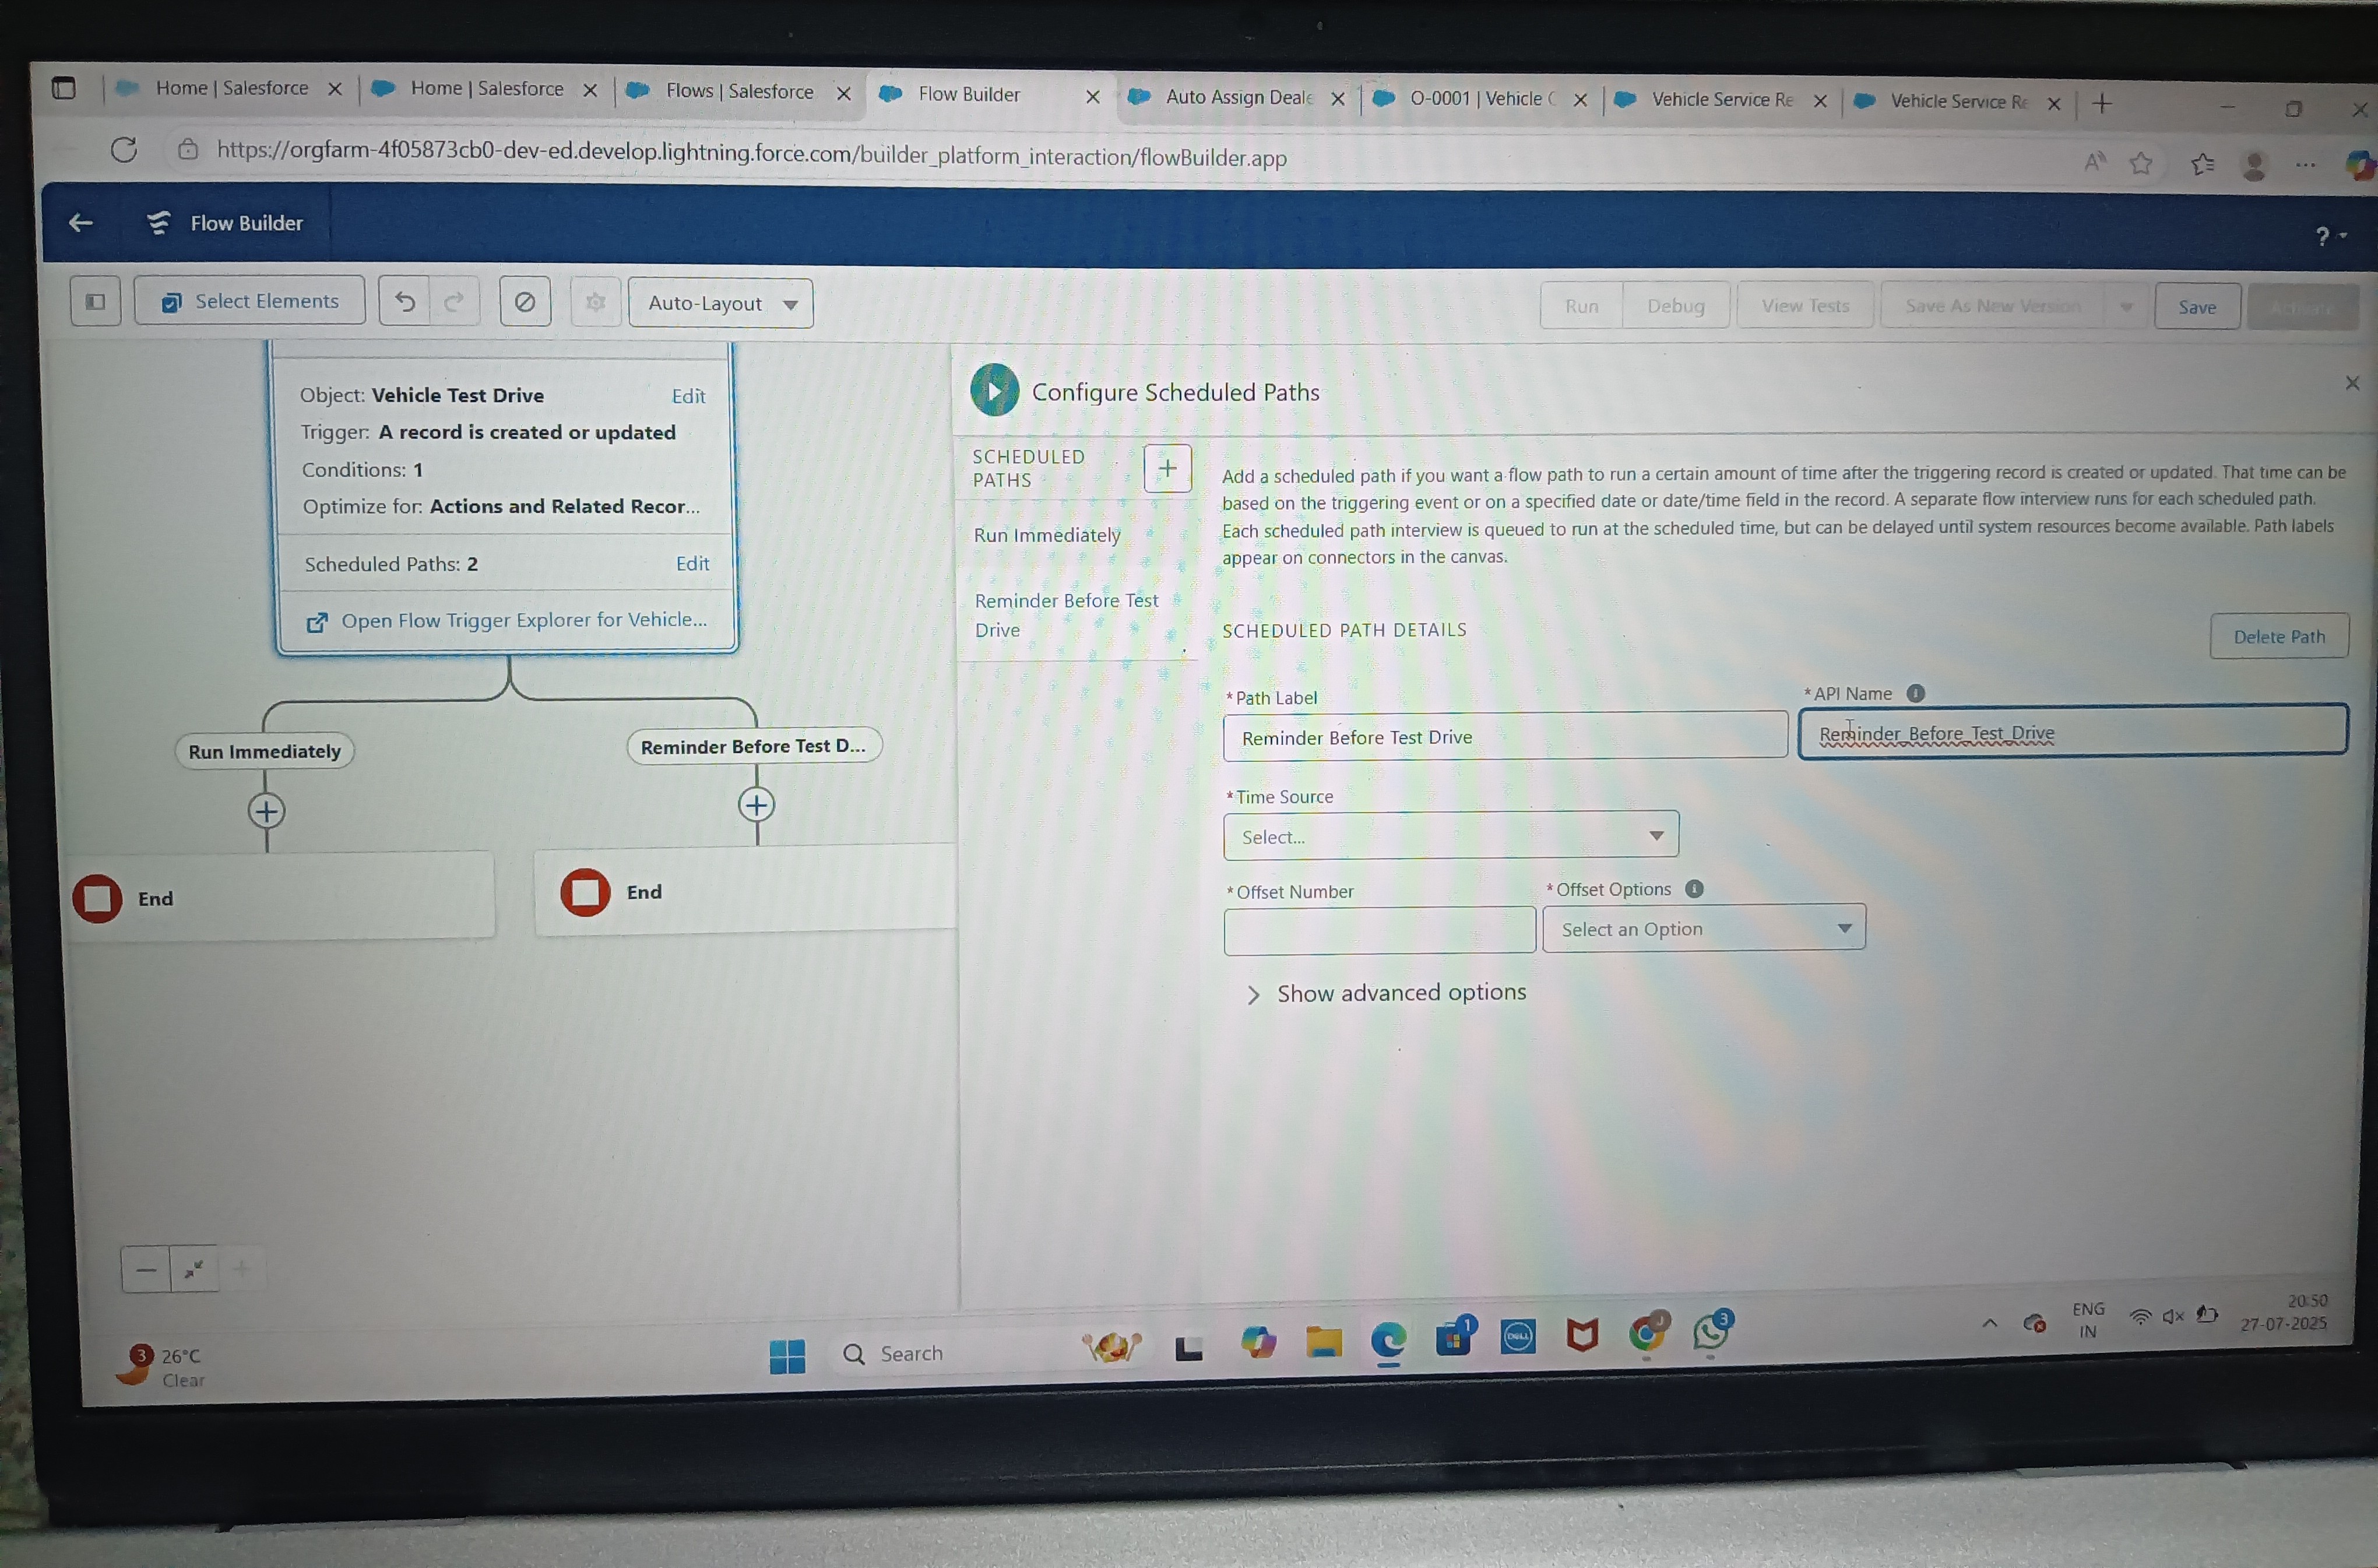 Home | Salesforce
Home | Salesforce
Flows | Salesforce
Flow Builder
Auto Assign Deale
O-0001 | Vehicle
Vehicle Service Re
Vehicle Service Re
https://orgfarm-4f05873cb0-dev-ed.develop.lightning.force.com/builder_platform_interaction/flowBuilder.app
Flow Builder
?
Select Elements
Auto-Layout
Run
Debug
View Tests
Save As New Version
Save
Activate
Object: Vehicle Test Drive
Edit
Trigger: A record is created or updated
Conditions: 1
Optimize for: Actions and Related Recor...
Scheduled Paths: 2
Edit
Open Flow Trigger Explorer for Vehicle...
Run Immediately
Reminder Before Test D...
End
End
Configure Scheduled Paths
SCHEDULED
PATHS
Run Immediately
Reminder Before Test
Drive
Add a scheduled path if you want a flow path to run a certain amount of time after the triggering record is created or updated. That time can be
based on the triggering event or on a specified date or date/time field in the record. A separate flow interview runs for each scheduled path.
Each scheduled path interview is queued to run at the scheduled time, but can be delayed until system resources become available. Path labels
appear on connectors in the canvas.
SCHEDULED PATH DETAILS
Delete Path
*Path Label
Reminder Before Test Drive
*API Name
Reminder_Before_Test_Drive
*Time Source
Select...
*Offset Number
*Offset Options
Select an Option
Show advanced options
3
26°C
Clear
Search
1
DELL
3
ENG
IN
20:50
27-07-2025